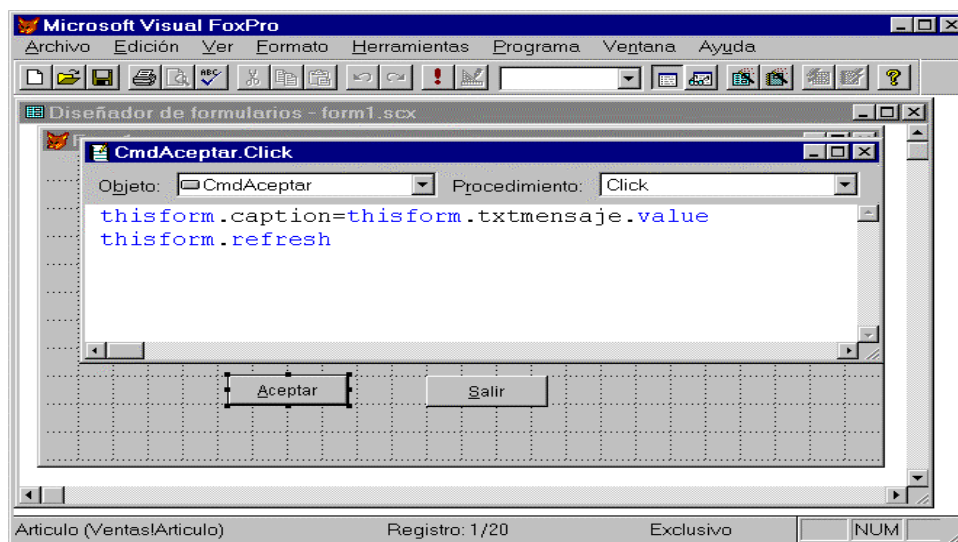 Microsoft Visual FoxPro
Archivo Edición Ver Formato Herramientas Programa Ventana Ayuda
Diseñador de formularios - form1.scx
CmdAceptar.Click
Objeto: CmdAceptar Procedimiento: Click
thisform.caption=thisform.txtmensaje.value
thisform.refresh
Aceptar Salir
Articulo (Ventas!Articulo) Registro: 1/20 Exclusivo NUM